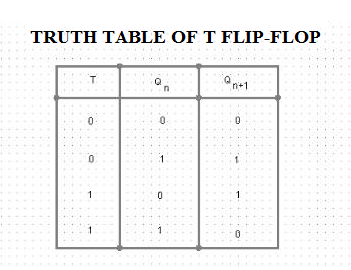 TRUTH TABLE OF T FLIP-FLOP
T Qn Qn+1
0 0 0
0 1 1
1 0 1
1 1 0